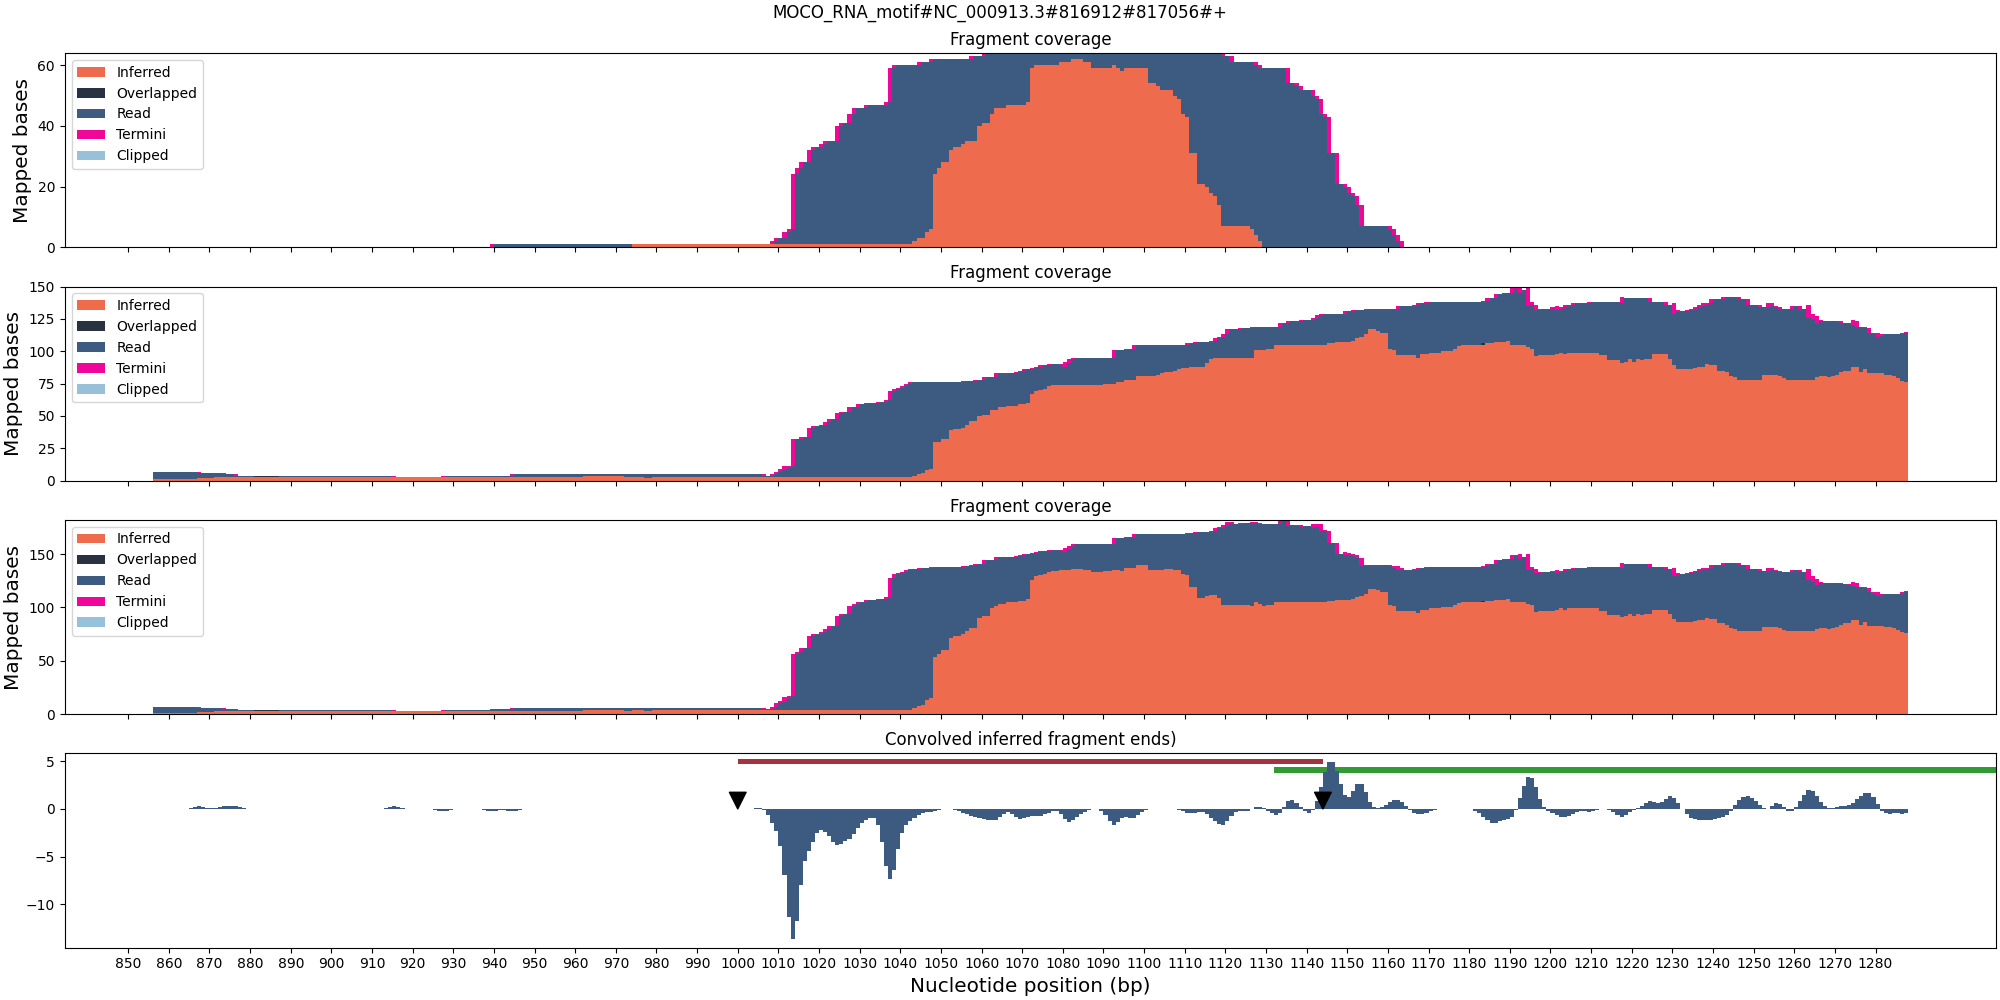 MOCO_RNA_motif#NC_000913.3#816912#817056#+
Fragment coverage
Mapped bases
60
40
20
0
Inferred
Overlapped
Read
Termini
Clipped
Fragment coverage
Mapped bases
150
125
100
75
50
25
0
Inferred
Overlapped
Read
Termini
Clipped
Fragment coverage
Mapped bases
150
100
50
0
Inferred
Overlapped
Read
Termini
Clipped
Convolved inferred fragment ends)
5
0
−5
−10
850 860 870 880 890 900 910 920 930 940 950 960 970 980 990 1000 1010 1020 1030 1040 1050 1060 1070 1080 1090 1100 1110 1120 1130 1140 1150 1160 1170 1180 1190 1200 1210 1220 1230 1240 1250 1260 1270 1280
Nucleotide position (bp)